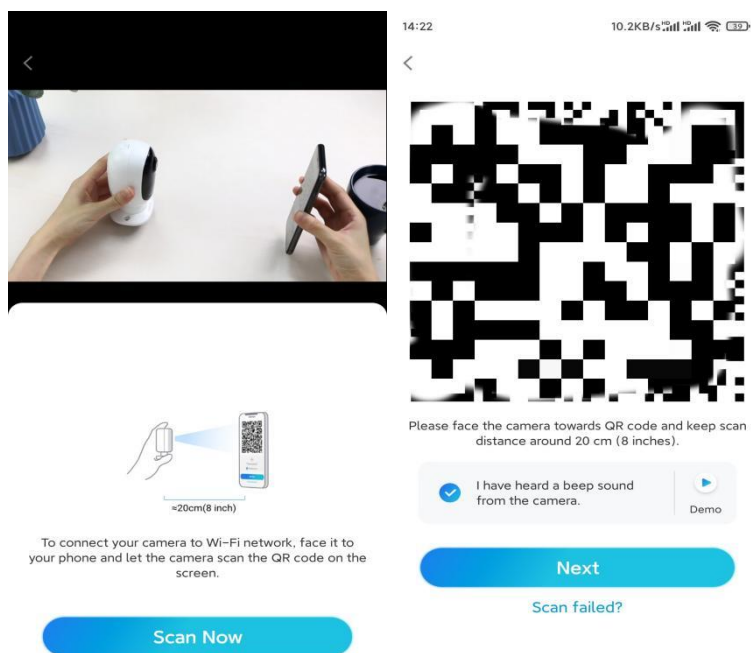 ≈20cm(8 inch)
To connect your camera to Wi-Fi network, face it to
your phone and let the camera scan the QR code on the
screen.
Scan Now
14:22
10.2KB/s HD HD 39
Please face the camera towards QR code and keep scan
distance around 20 cm (8 inches).
I have heard a beep sound
from the camera.
Demo
Next
Scan failed?